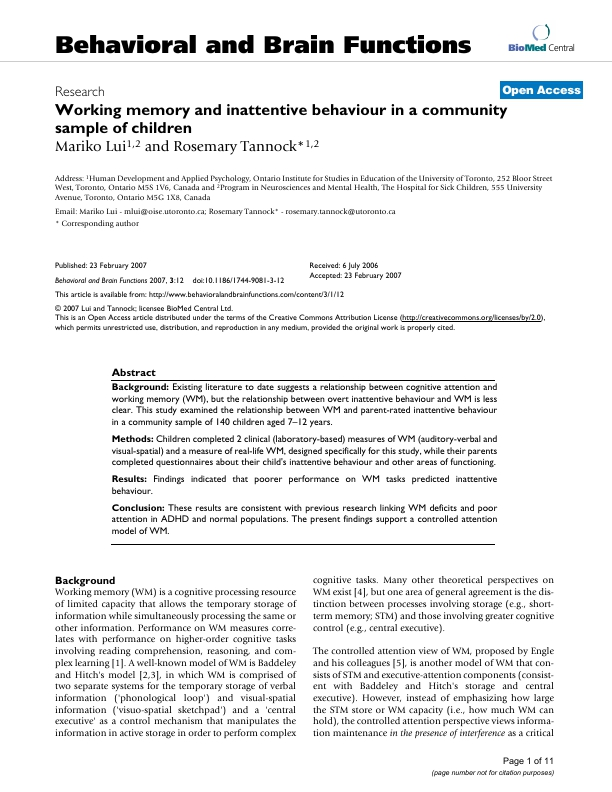 Behavioral and Brain Functions
BioMed Central
Research
Open Access
Working memory and inattentive behaviour in a community
sample of children
Mariko Lui1,2 and Rosemary Tannock*1,2
Address: 1Human Development and Applied Psychology, Ontario Institute for Studies in Education of the University of Toronto, 252 Bloor Street
West, Toronto, Ontario M5S 1V6, Canada and 2Program in Neurosciences and Mental Health, The Hospital for Sick Children, 555 University
Avenue, Toronto, Ontario M5G 1X8, Canada
Email: Mariko Lui - mlui@oise.utoronto.ca; Rosemary Tannock* - rosemary.tannock@utoronto.ca
* Corresponding author
Published: 23 February 2007
Behavioral and Brain Functions 2007, 3:12 doi:10.1186/1744-9081-3-12
Received: 6 July 2006
Accepted: 23 February 2007
This article is available from: http://www.behavioralandbrainfunctions.com/content/3/1/12
© 2007 Lui and Tannock; licensee BioMed Central Ltd.
This is an Open Access article distributed under the terms of the Creative Commons Attribution License (http://creativecommons.org/licenses/by/2.0),
which permits unrestricted use, distribution, and reproduction in any medium, provided the original work is properly cited.
Abstract
Background: Existing literature to date suggests a relationship between cognitive attention and
working memory (WM), but the relationship between overt inattentive behaviour and WM is less
clear. This study examined the relationship between WM and parent-rated inattentive behaviour
in a community sample of 140 children aged 7–12 years.
Methods: Children completed 2 clinical (laboratory-based) measures of WM (auditory-verbal and
visual-spatial) and a measure of real-life WM, designed specifically for this study, while their parents
completed questionnaires about their child's inattentive behaviour and other areas of functioning.
Results: Findings indicated that poorer performance on WM tasks predicted inattentive
behaviour.
Conclusion: These results are consistent with previous research linking WM deficits and poor
attention in ADHD and normal populations. The present findings support a controlled attention
model of WM.
Background
Working memory (WM) is a cognitive processing resource
of limited capacity that allows the temporary storage of
information while simultaneously processing the same or
other information. Performance on WM measures corre-
lates with performance on higher-order cognitive tasks
involving reading comprehension, reasoning, and com-
plex learning [1]. A well-known model of WM is Baddeley
and Hitch's model [2,3], in which WM is comprised of
two separate systems for the temporary storage of verbal
information ('phonological loop') and visual-spatial
information ('visuo-spatial sketchpad') and a 'central
executive' as a control mechanism that manipulates the
information in active storage in order to perform complex
cognitive tasks. Many other theoretical perspectives on
WM exist [4], but one area of general agreement is the dis-
tinction between processes involving storage (e.g., short-
term memory; STM) and those involving greater cognitive
control (e.g., central executive).
The controlled attention view of WM, proposed by Engle
and his colleagues [5], is another model of WM that con-
sists of STM and executive-attention components (consist-
ent with Baddeley and Hitch's storage and central
executive). However, instead of emphasizing how large
the STM store or WM capacity (i.e., how much WM can
hold), the controlled attention perspective views informa-
tion maintenance in the presence of interference as a critical
Page 1 of 11
(page number not for citation purposes)